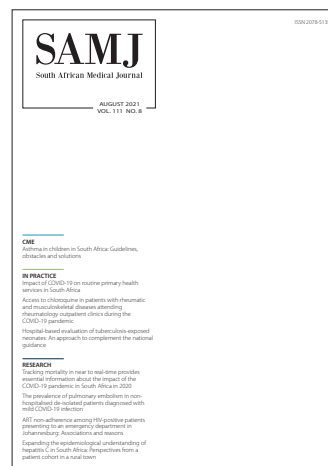 ISSN 2078-513
SAMJ
South African Medical Journal
AUGUST 2021
VOL. 111 NO. 8
CME
Asthma in children in South Africa: Guidelines,
obstacles and solutions
IN PRACTICE
Impact of COVID-19 on routine primary health
services in South Africa
Access to chloroquine in patients with rheumatic
and musculoskeletal diseases attending
rheumatology outpatient clinics during the
COVID-19 pandemic
Hospital-based evaluation of tuberculosis-exposed
neonates: An approach to complement the national
guidance
RESEARCH
Tracking mortality in near to real-time provides
essential information about the impact of the
COVID-19 pandemic in South Africa in 2020
The prevalence of pulmonary embolism in non-
hospitalised de-isolated patients diagnosed with
mild COVID-19 infection
ART non-adherence among HIV-positive patients
presenting to an emergency department in
Johannesburg: Associations and reasons
Expanding the epidemiological understanding of
hepatitis C in South Africa: Perspectives from a
patient cohort in a rural town